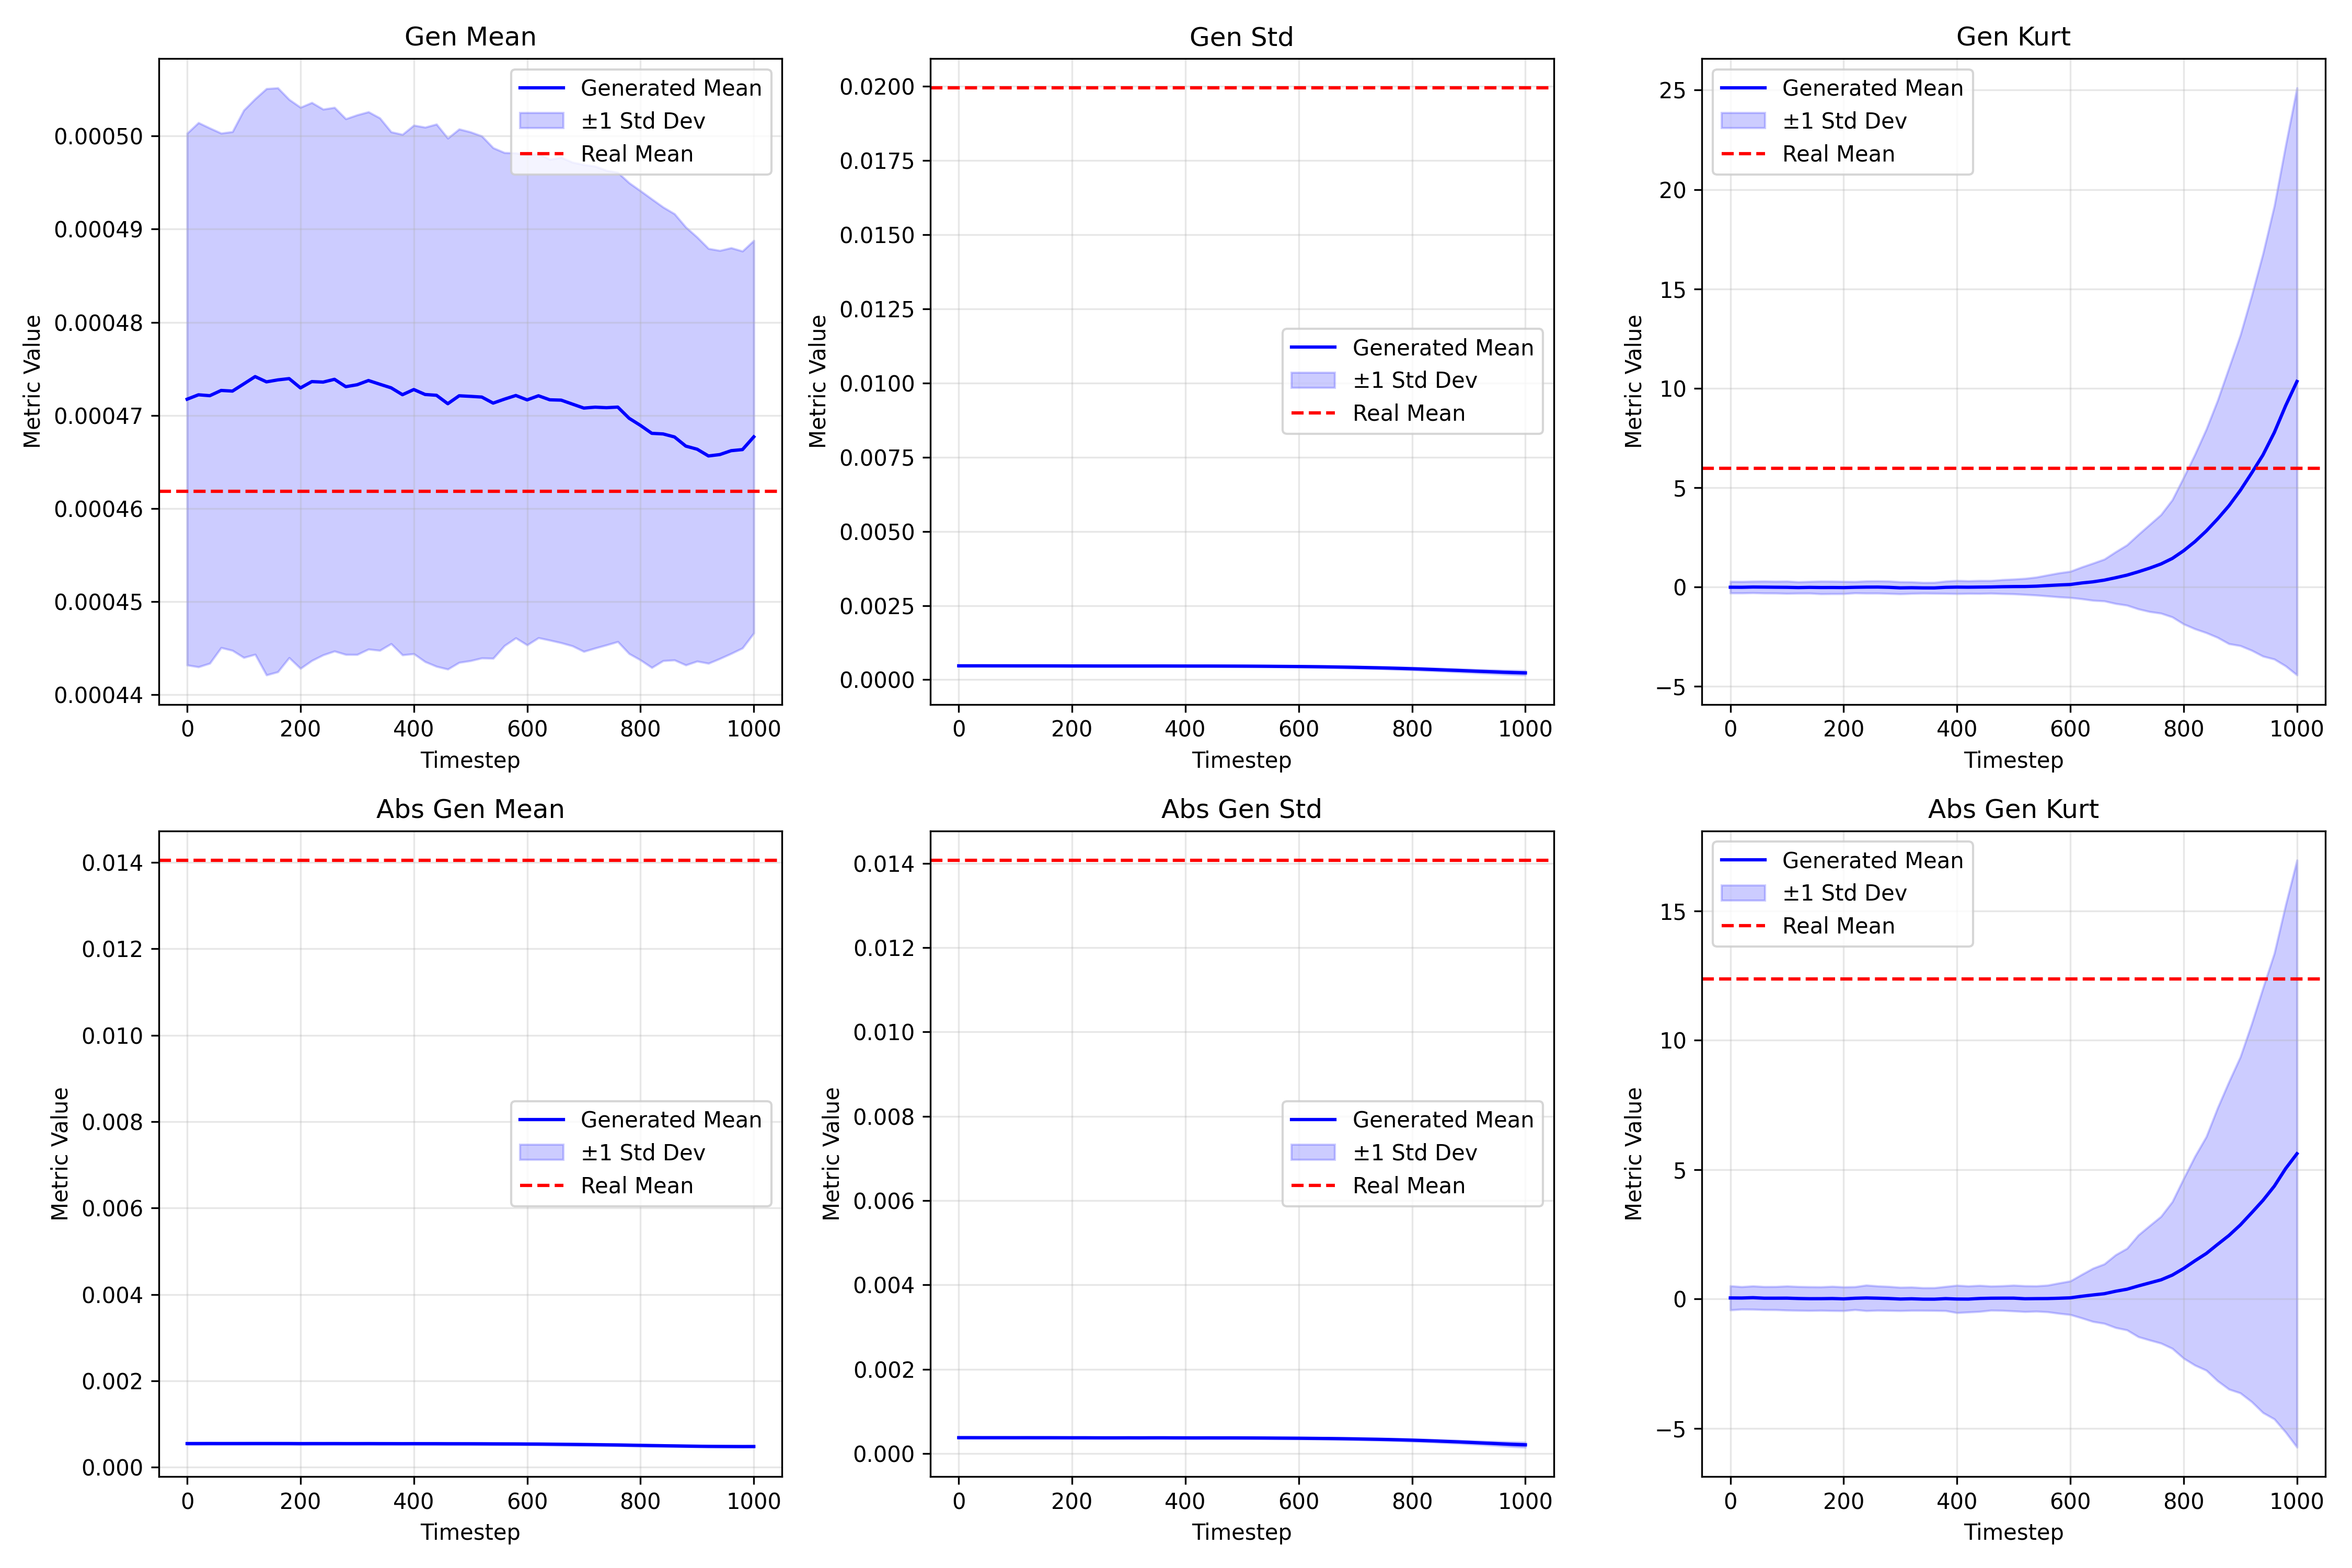 Gen Mean
Generated Mean
±1 Std Dev
Real Mean
0.00050
0.00049
0.00048
0.00047
0.00046
0.00045
0.00044
Metric Value
0 200 400 600 800 1000
Timestep
Gen Std
0.0200
0.0175
0.0150
0.0125
0.0100
0.0075
0.0050
0.0025
0.0000
Metric Value
Generated Mean
±1 Std Dev
Real Mean
0 200 400 600 800 1000
Timestep
Gen Kurt
Generated Mean
±1 Std Dev
Real Mean
25
20
15
10
5
0
−5
Metric Value
0 200 400 600 800 1000
Timestep
Abs Gen Mean
0.014
0.012
0.010
0.008
0.006
0.004
0.002
0.000
Metric Value
Generated Mean
±1 Std Dev
Real Mean
0 200 400 600 800 1000
Timestep
Abs Gen Std
0.014
0.012
0.010
0.008
0.006
0.004
0.002
0.000
Metric Value
Generated Mean
±1 Std Dev
Real Mean
0 200 400 600 800 1000
Timestep
Abs Gen Kurt
Generated Mean
±1 Std Dev
Real Mean
15
10
5
0
−5
Metric Value
0 200 400 600 800 1000
Timestep